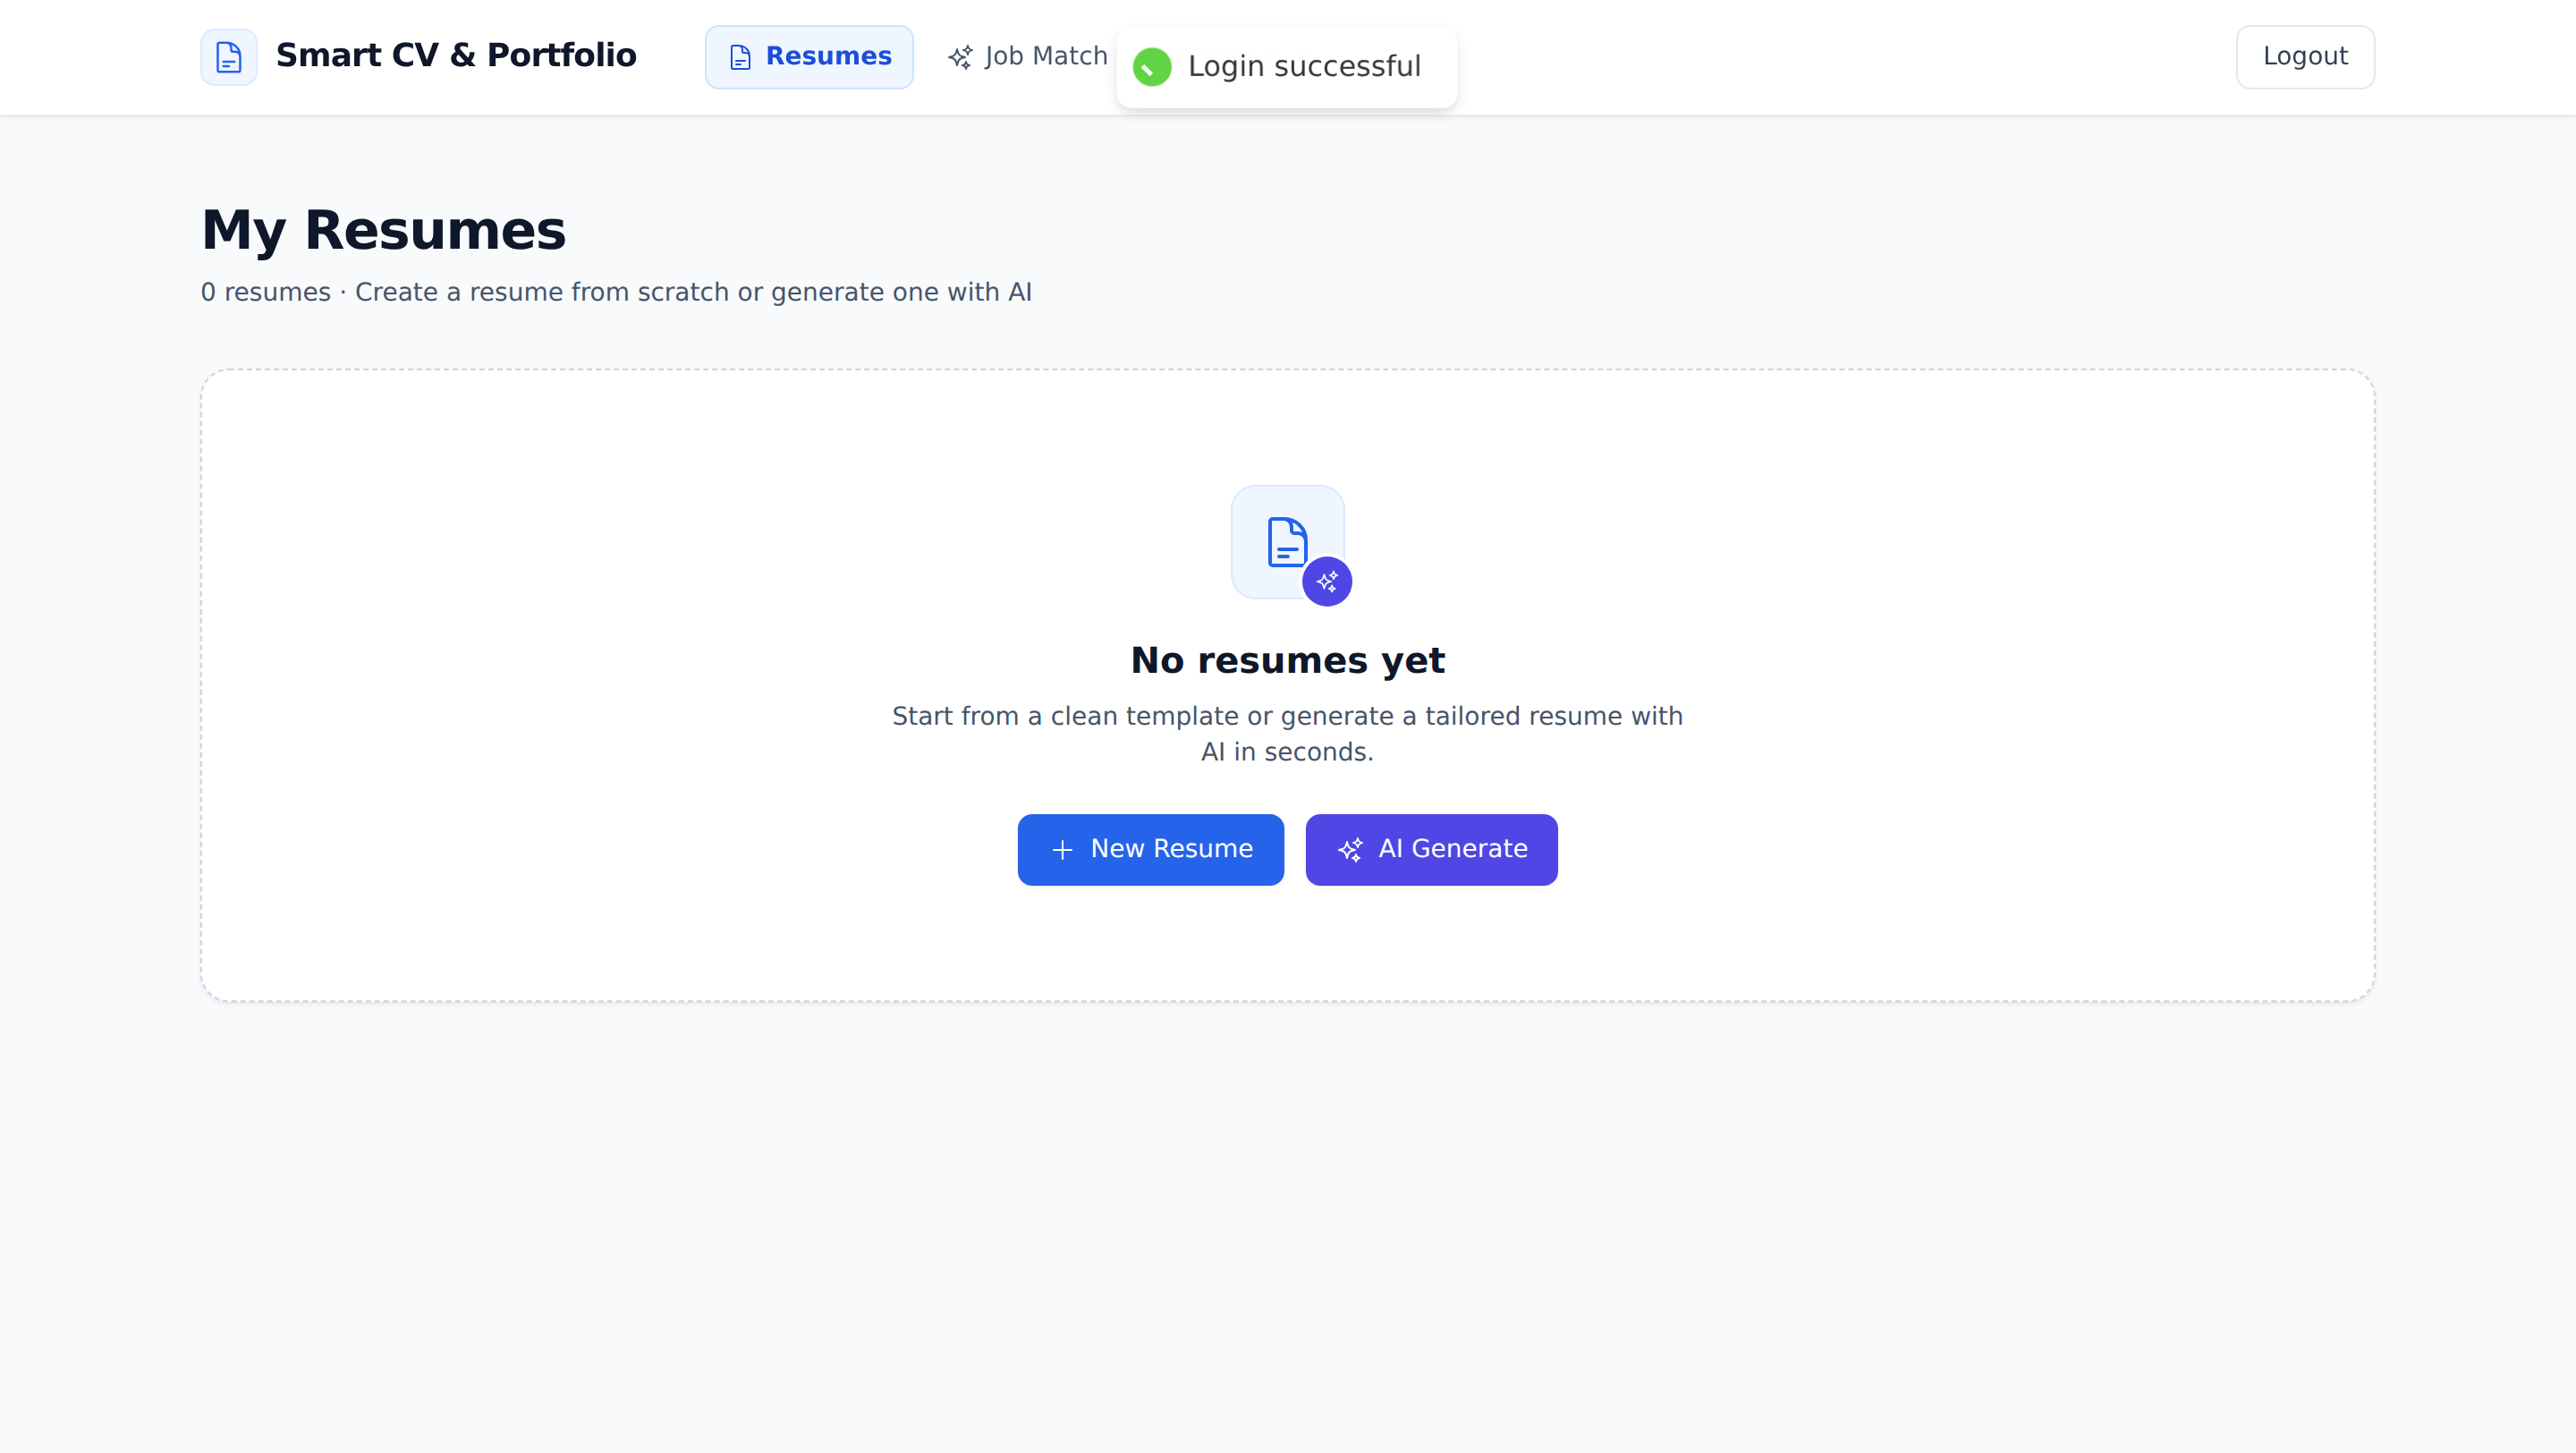 Smart CV & Portfolio
Resumes
Job Match
Login successful
Logout
My Resumes
0 resumes · Create a resume from scratch or generate one with AI
No resumes yet
Start from a clean template or generate a tailored resume with
AI in seconds.
New Resume
AI Generate